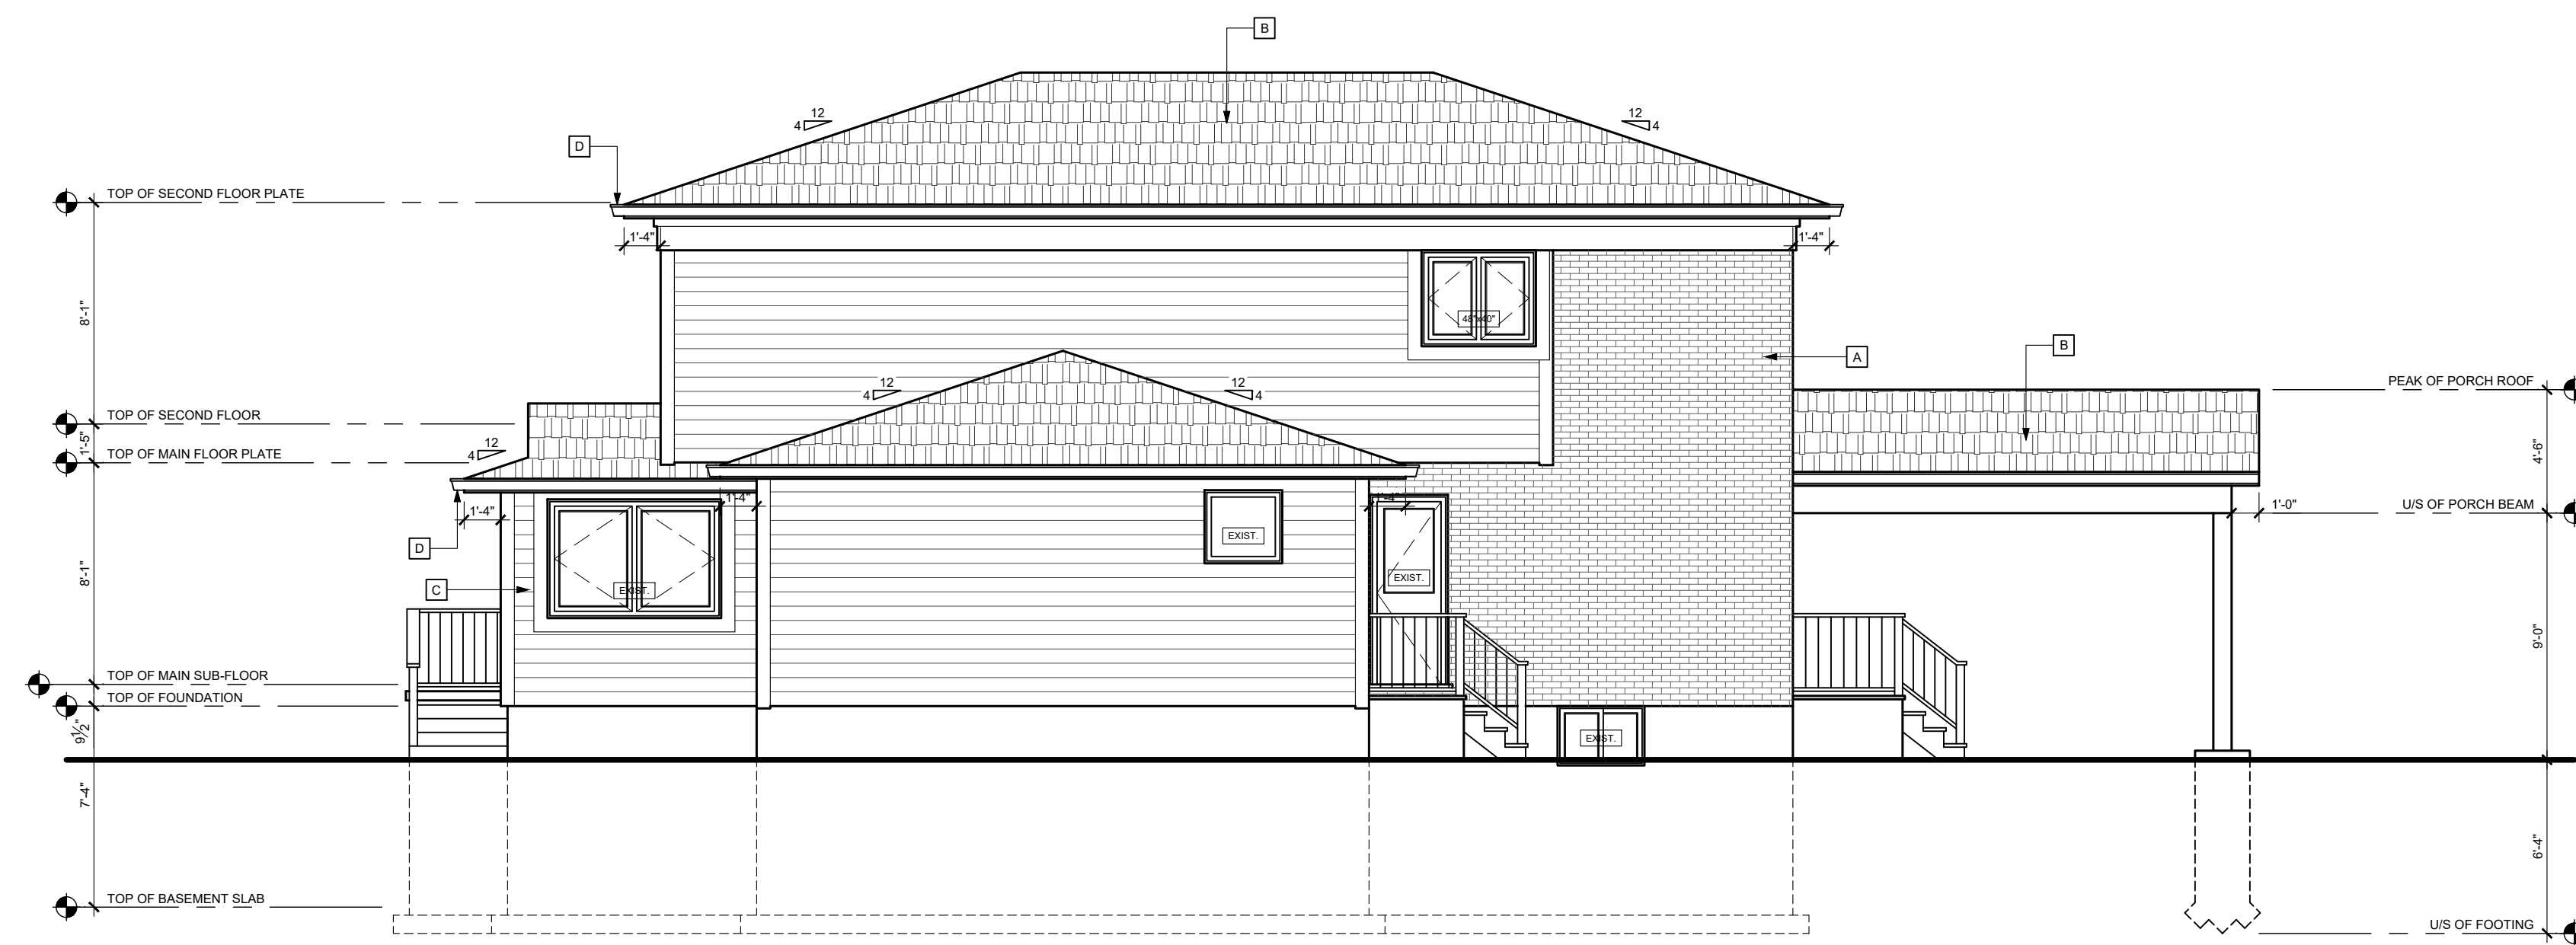 B
12
4
12
4
D
TOP OF SECOND FLOOR PLATE
1'-4"
1'-4"
8'-1"
48"x40"
A
B
PEAK OF PORCH ROOF
12
4
12
4
TOP OF SECOND FLOOR
1'-5"
12
4
TOP OF MAIN FLOOR PLATE
4'-6"
1'-4"
1'-4"
1'-4"
1'-0"
U/S OF PORCH BEAM
EXIST.
D
8'-1"
EXIST.
C
EXIST.
9'-0"
TOP OF MAIN SUB-FLOOR
TOP OF FOUNDATION
9½"
EXIST.
7'-4"
6'-4"
TOP OF BASEMENT SLAB
U/S OF FOOTING